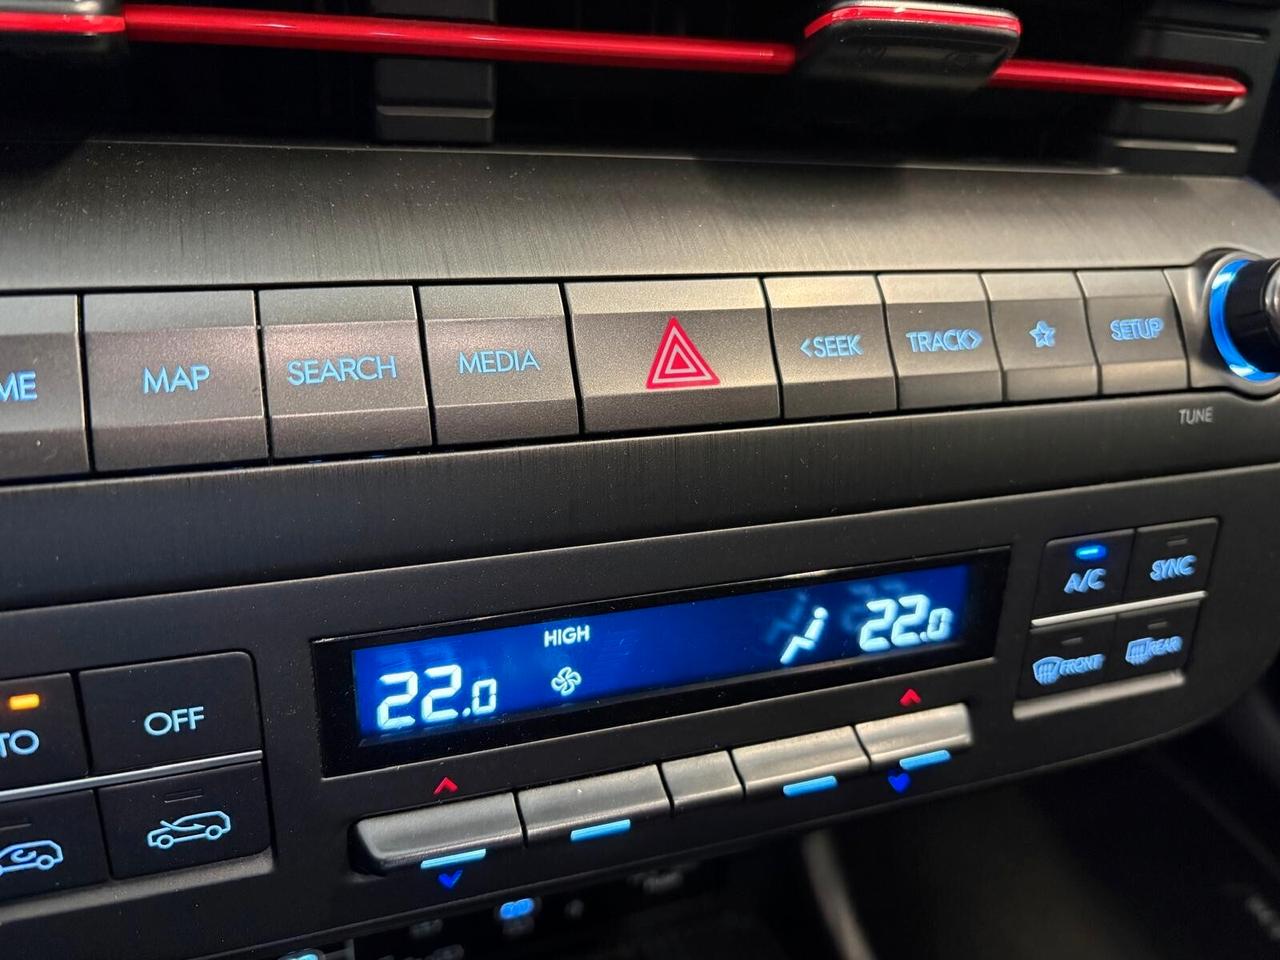 ME
MAP
SEARCH
MEDIA
<SEEK
TRACK>
SETUP
TUNE
A/C
SYNC
FRONT
REAR
HIGH
22.0
22.0
TO
OFF